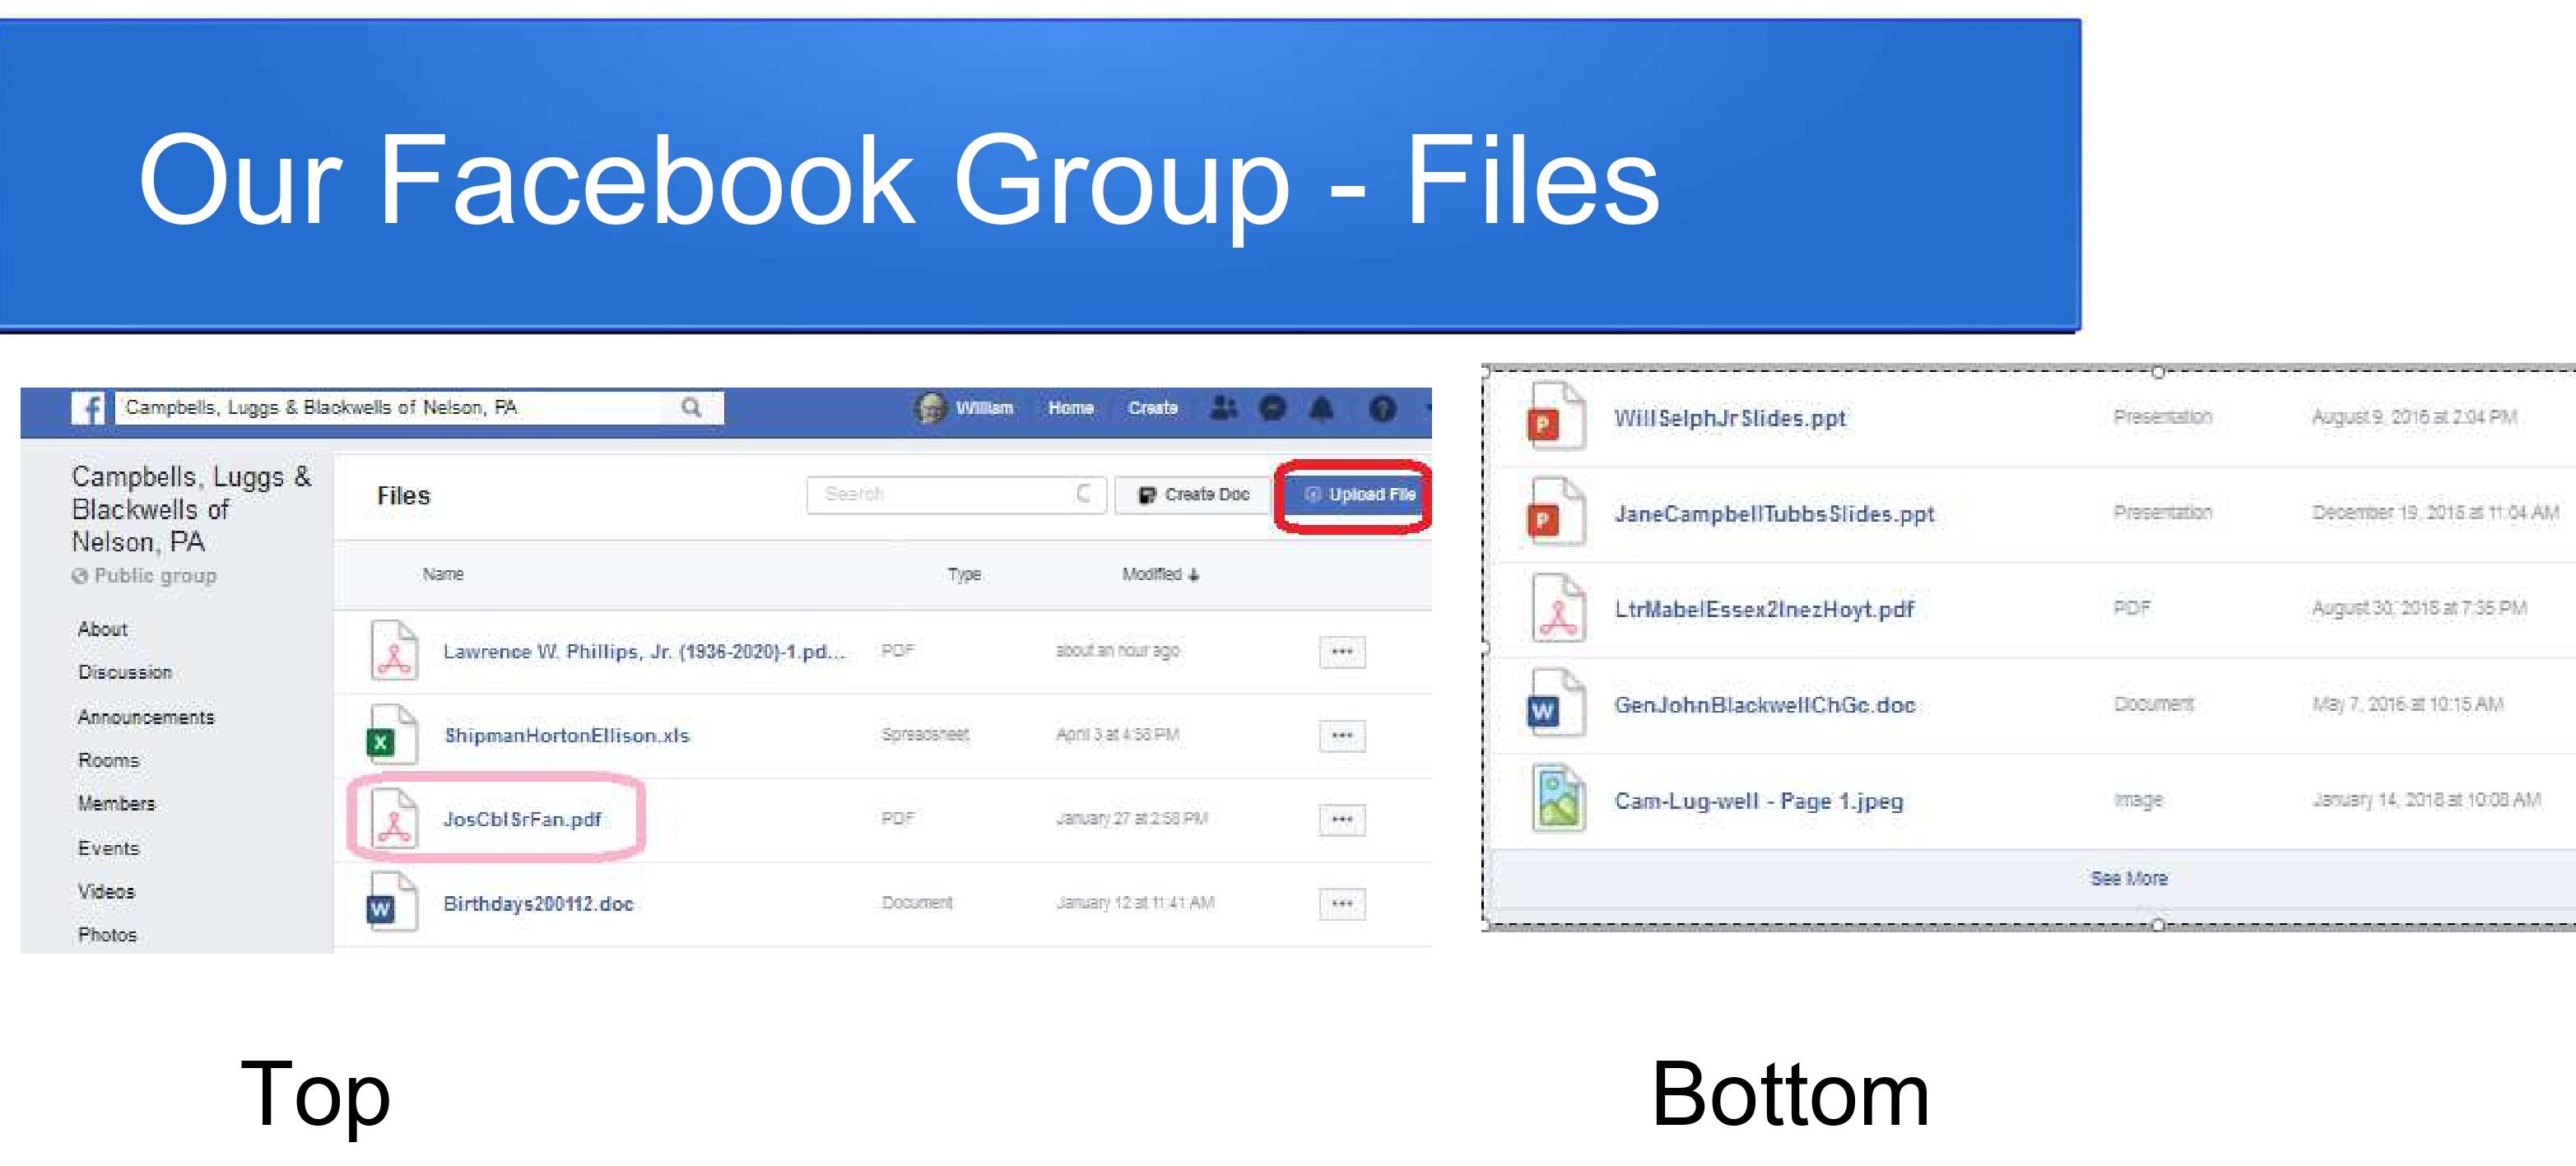 Our Facebook Group - Files
Campbells, Luggs & Blackwells of Nelson, PA
William Home Create
Campbells, Luggs &
Blackwells of
Nelson, PA
Public group
About
Discussion
Announcements
Rooms
Members
Events
Videos
Photos
Files Search Create Doc Upload File
Name Type Modified
Lawrence W. Phillips, Jr. (1936-2020)-1.pd... PDF about an hour ago
ShipmanHortonEllison.xls Spreadsheet April 3 at 4:56 PM
JosCblSrFan.pdf PDF January 27 at 2:58 PM
Birthdays200112.doc Document January 12 at 11:41 AM
WillSelphJrSlides.ppt Presentation August 9, 2016 at 2:04 PM
JaneCampbellTubbsSlides.ppt Presentation December 19, at 11:04 AM
LtrMabelEssex2InezHoyt.pdf PDF August 30, at 7:35 PM
GenJohnBlackwellChGc.doc Document May 7, 2016 at 10:15 AM
Cam-Lug-well - Page 1.jpeg Image January 14, 2018 at 10:08 AM
See More
Top
Bottom